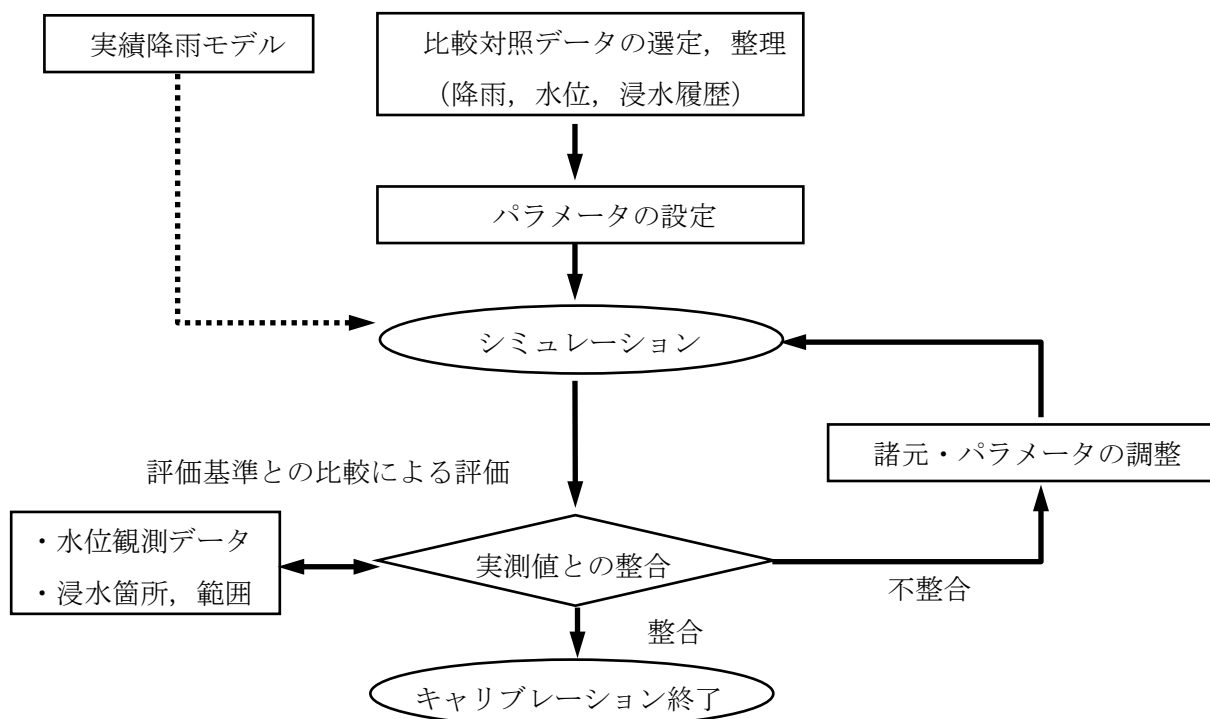 実績降雨モデル
比較対照データの選定，整理
（降雨，水位，浸水履歴）
パラメータの設定
シミュレーション
諸元・パラメータの調整
評価基準との比較による評価
・水位観測データ
・浸水箇所，範囲
実測値との整合
不整合
整合
キャリブレーション終了